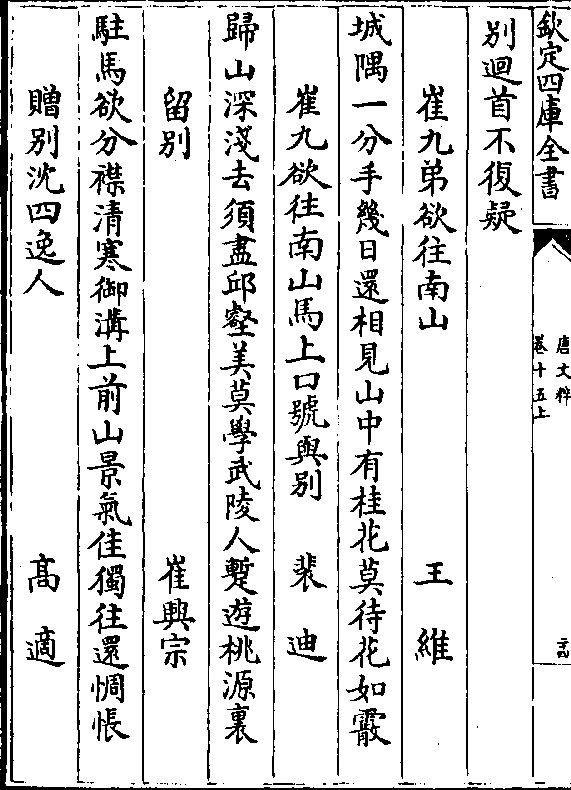 欽定四庫全書
唐文粹
卷十五上
别迴首不復疑
崔九弟欲往南山 王維
城隅一分手幾日還相見山中有桂花莫待花如霰
崔九欲往南山馬上口號與别 裴迪
歸山深淺去須盡邱壑美莫學武陵人蹔遊桃源裏
留别 崔興宗
駐馬欲分襟清寒御溝上前山景氣佳獨往還惆悵
贈别沈四逸人 髙適